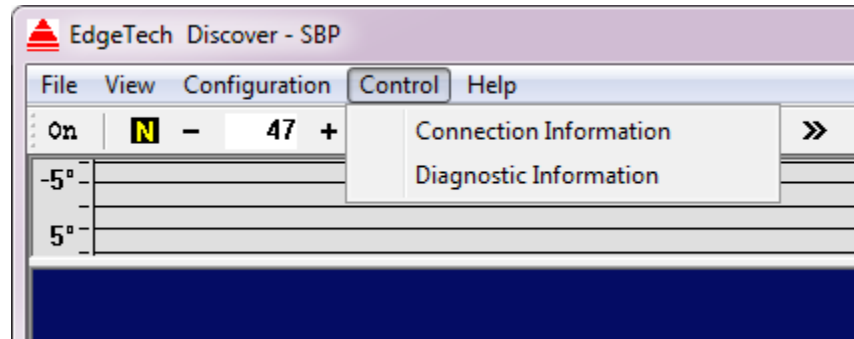 EdgeTech Discover - SBP
File View Configuration Control Help
On N - 47 + Connection Information »
Diagnostic Information
-5°
5°